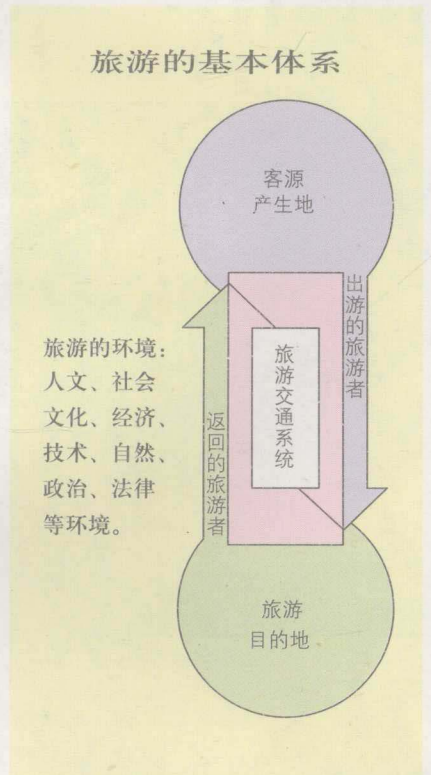 旅游的基本体系
客源
产生地
出游的旅游者
旅游交通系统
旅游的环境：
人文、社会
文化、经济、
技术、自然、
政治、法律
等环境。
返回的旅游者
旅游
目的地